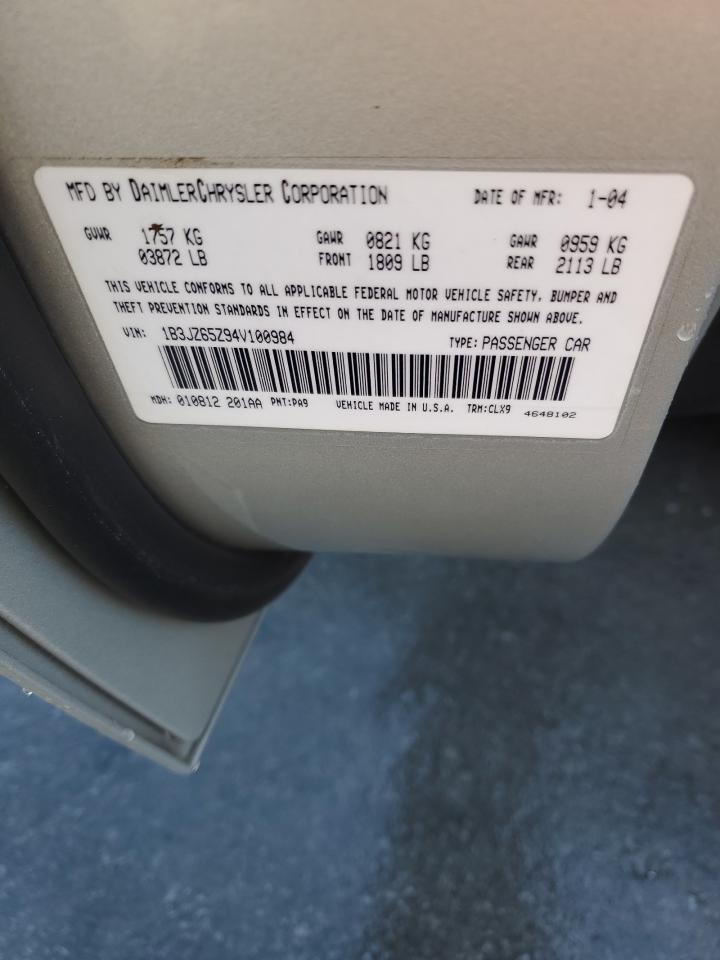 MFD BY DAIMLERCHRYSLER CORPORATION DATE OF MFR: 1-04
GVWR 1757 KG GAWR 0821 KG GAWR 0959 KG
03872 LB FRONT 1809 LB REAR 2113 LB
THIS VEHICLE CONFORMS TO ALL APPLICABLE FEDERAL MOTOR VEHICLE SAFETY, BUMPER AND
THEFT PREVENTION STANDARDS IN EFFECT ON THE DATE OF MANUFACTURE SHOWN ABOVE.
VIN: 1B3JZ65Z94V100984 TYPE: PASSENGER CAR
MDH: 010812 201AA PNT:PA9 VEHICLE MADE IN U.S.A. TRM:CLX9 4648102